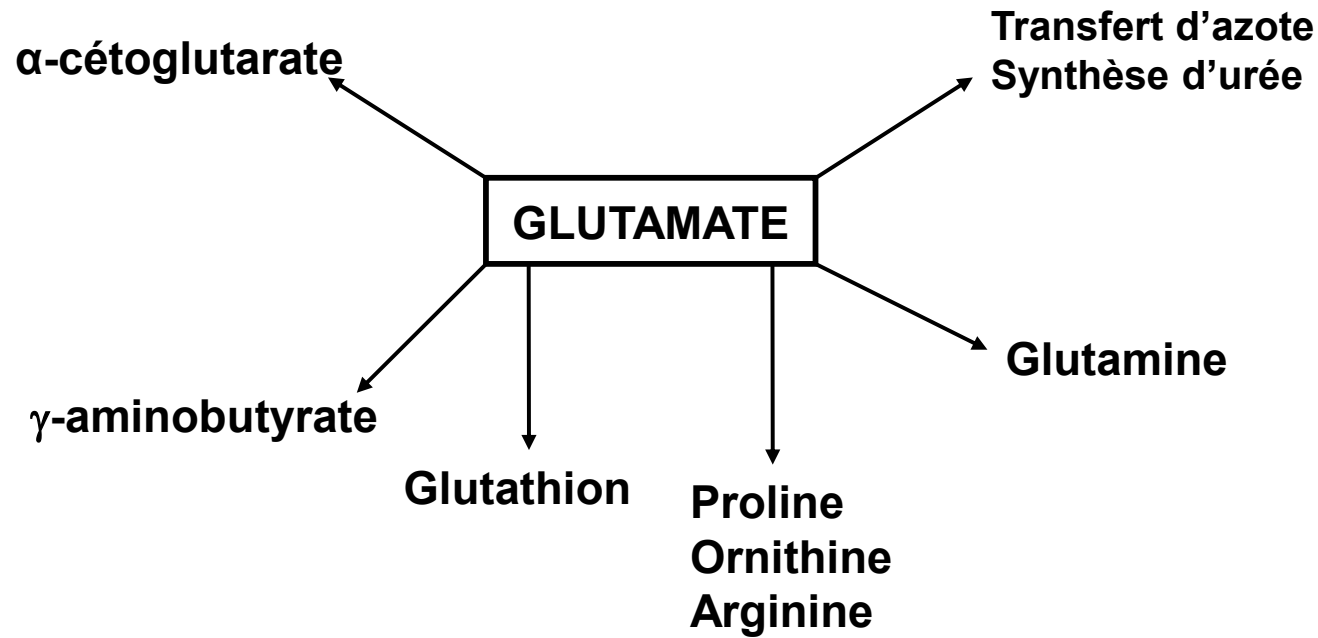 Transfert d’azote
Synthèse d’urée
α-cétoglutarate
GLUTAMATE
Glutamine
γ-aminobutyrate
Glutathion
Proline
Ornithine
Arginine